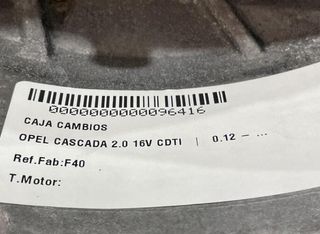 0000000000096416
CAJA CAMBIOS
OPEL CASCADA 2.0 16V CDTI | 0.12 – ...
Ref.Fab:F40
T.Motor: